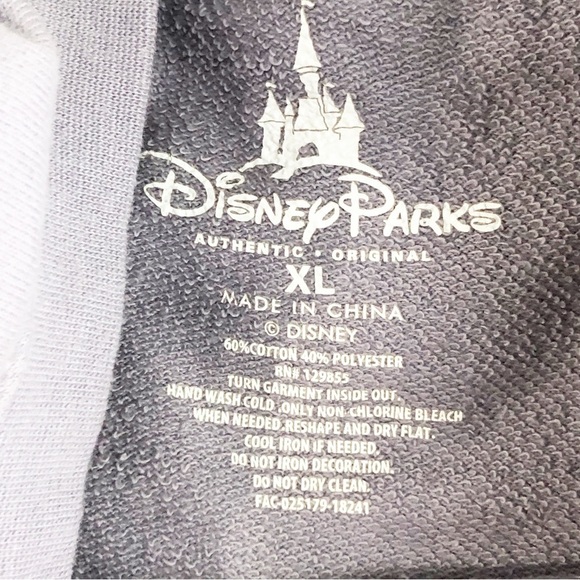 DISNEY PARKS
AUTHENTIC • ORIGINAL
XL
MADE IN CHINA
© DISNEY
60%COTTON 40% POLYESTER
RN# 129855
TURN GARMENT INSIDE OUT.
HAND WASH COLD .ONLY NON-CHLORINE BLEACH
WHEN NEEDED.RESHAPE AND DRY FLAT.
COOL IRON IF NEEDED.
DO NOT IRON DECORATION.
DO NOT DRY CLEAN.
FAC-025179-18241